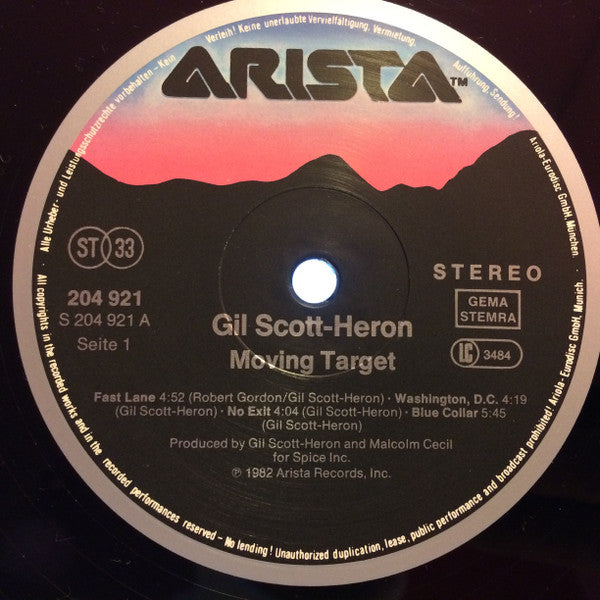 Alle Urheber- und Leistungsschutzrechte vorbehalten - Kein Verleih! Keine unerlaubte Vervielfältigung, Vermietung, Aufführung, Sendung!
ARISTA™
Ariola-Eurodisc GmbH, München.
ST 33
STEREO
204 921
S 204 921 A
Seite 1
GEMA
STEMRA
LC 3484
Gil Scott-Heron
Moving Target
Fast Lane 4:52 (Robert Gordon/Gil Scott-Heron) · Washington, D.C. 4:19
(Gil Scott-Heron) · No Exit 4:04 (Gil Scott-Heron) · Blue Collar 5:45
(Gil Scott-Heron)
Produced by Gil Scott-Heron and Malcolm Cecil
for Spice Inc.
℗ 1982 Arista Records, Inc.
All copyrights in the recorded works and in the recorded performances reserved - No lending! Unauthorized duplication, lease, public performance and broadcast prohibited! Ariola-Eurodisc GmbH, Munich.